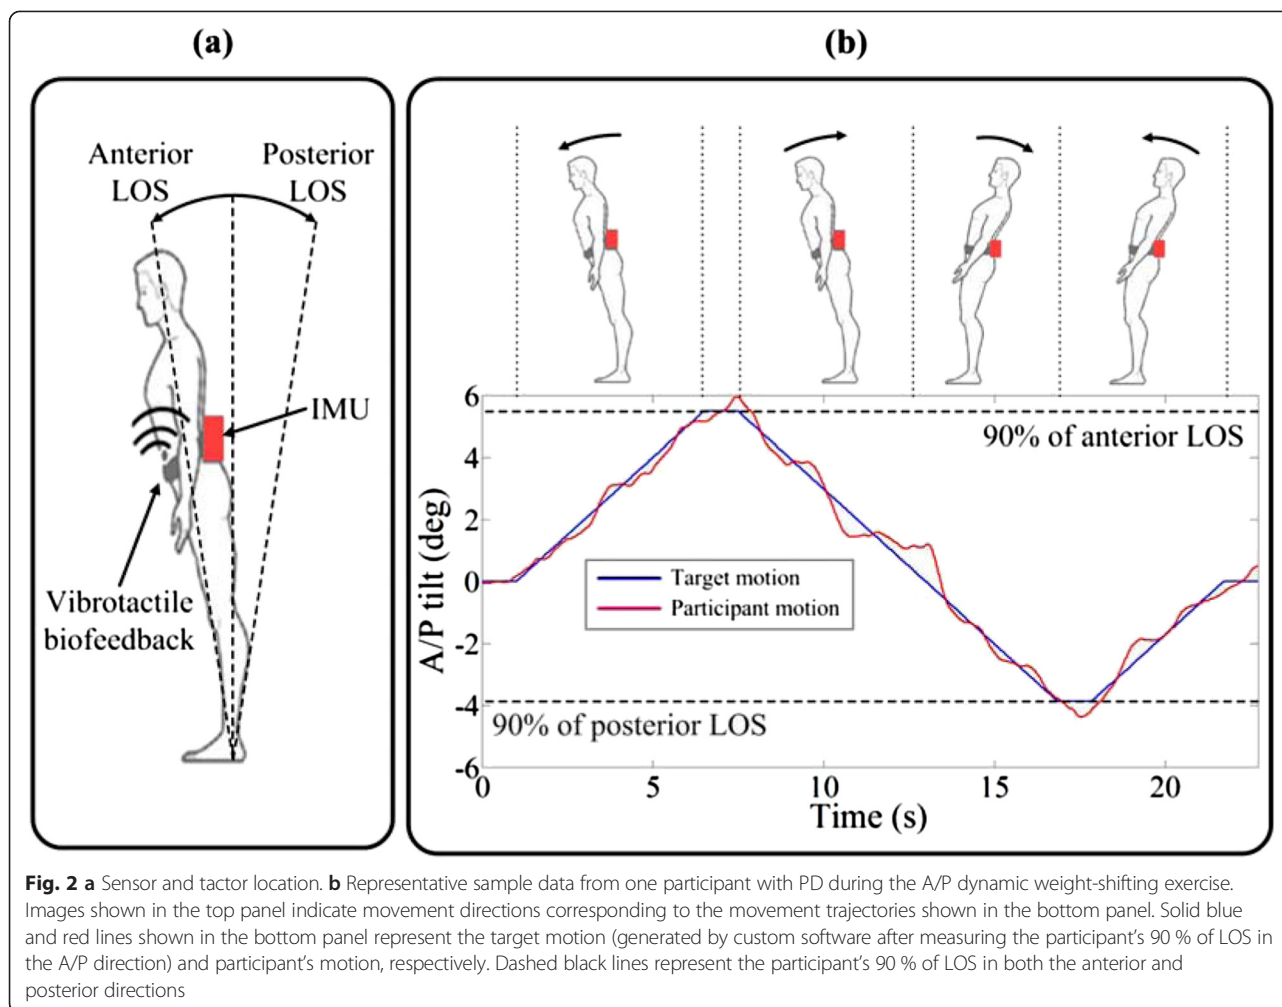 (a)
(b)
Anterior
LOS
Posterior
LOS
IMU
Vibrotactile
biofeedback
6
4
2
0
-2
-4
-6
A/P tilt (deg)
90% of anterior LOS
Target motion
Participant motion
90% of posterior LOS
0
5
10
15
20
Time (s)
Fig. 2 a Sensor and tactor location. b Representative sample data from one participant with PD during the A/P dynamic weight-shifting exercise.
Images shown in the top panel indicate movement directions corresponding to the movement trajectories shown in the bottom panel. Solid blue
and red lines shown in the bottom panel represent the target motion (generated by custom software after measuring the participant's 90 % of LOS in
the A/P direction) and participant's motion, respectively. Dashed black lines represent the participant's 90 % of LOS in both the anterior and
posterior directions